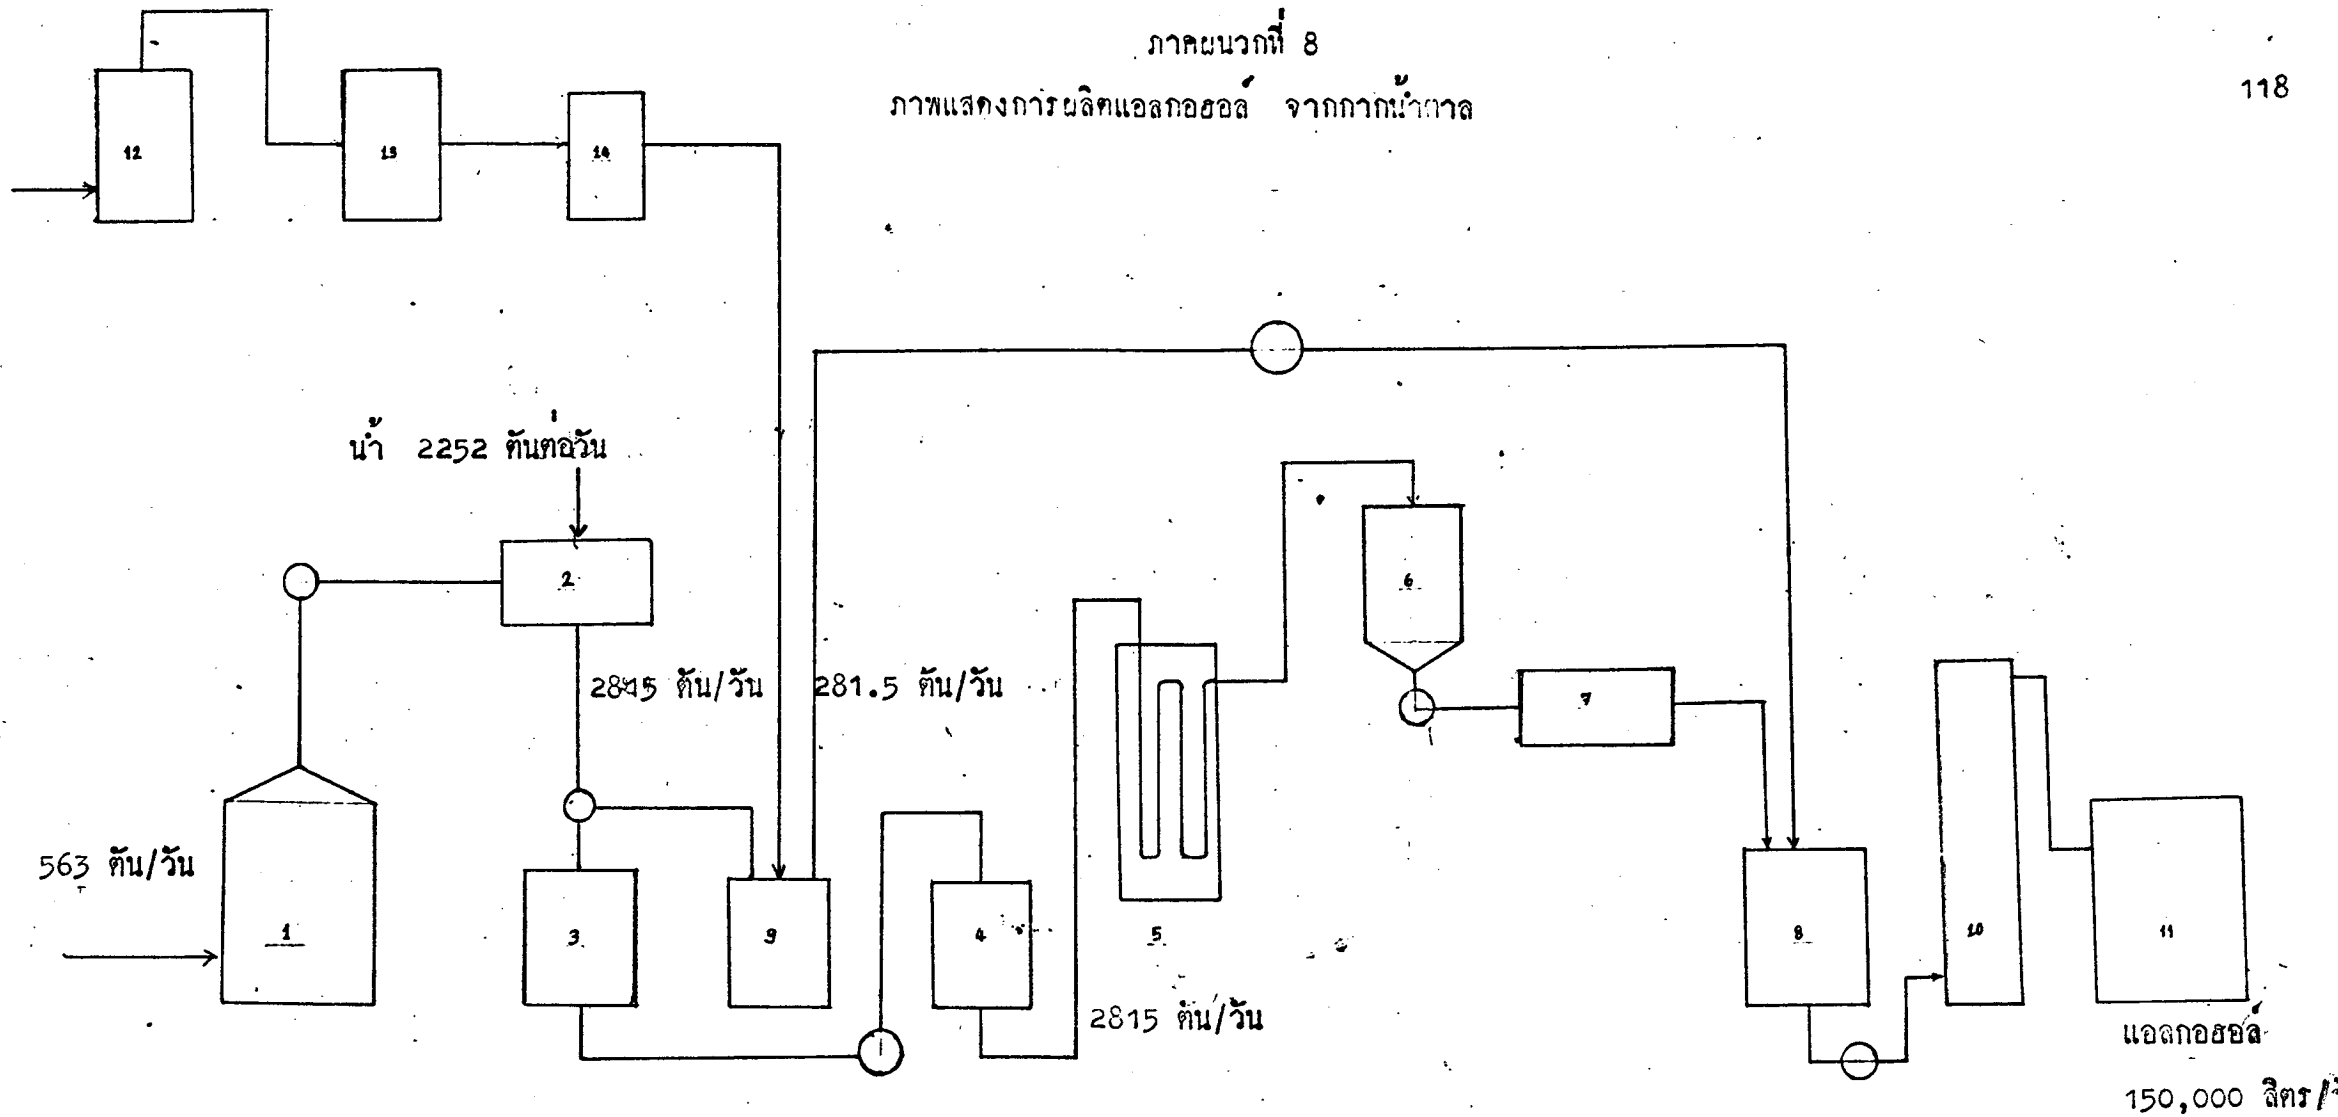 ภาคผนวกที่ 8
118
ภาพแสดงการผลิตแอลกอฮอล์ จากกากน้ำตาล
12
13
14
น้ำ 2252 ตันต่อวัน
2
6
2815 ตัน/วัน
281.5 ตัน/วัน
7
563 ตัน/วัน
1
3
9
4
5
8
10
11
2815 ตัน/วัน
แอลกอฮอล์
150,000 ลิตร/